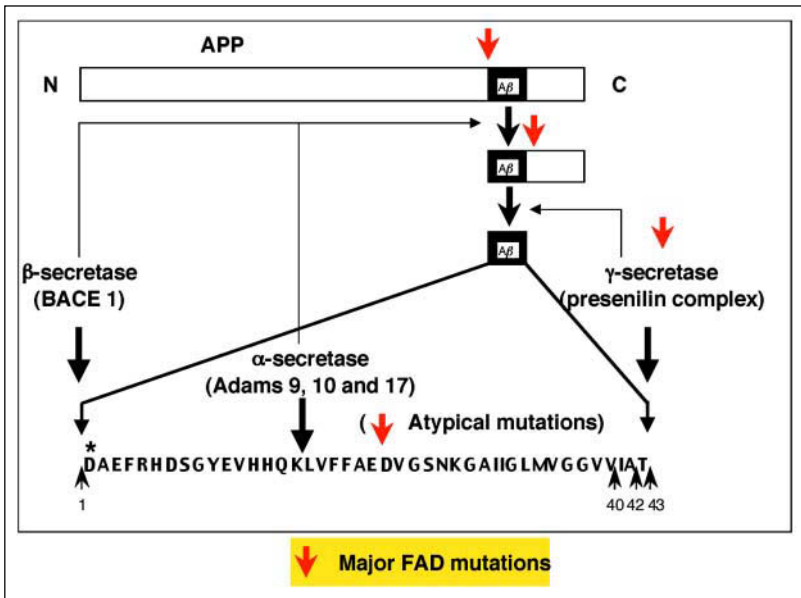 APP
N Aβ C
Aβ
Aβ
β-secretase
(BACE 1)
γ-secretase
(presenilin complex)
α-secretase
(Adams 9, 10 and 17)
( Atypical mutations)
*
DAEFRHDSGYEVHHQKLVFFAEDVGSNKGAIIGLMVGGVVIAT
1 40 42 43
Major FAD mutations